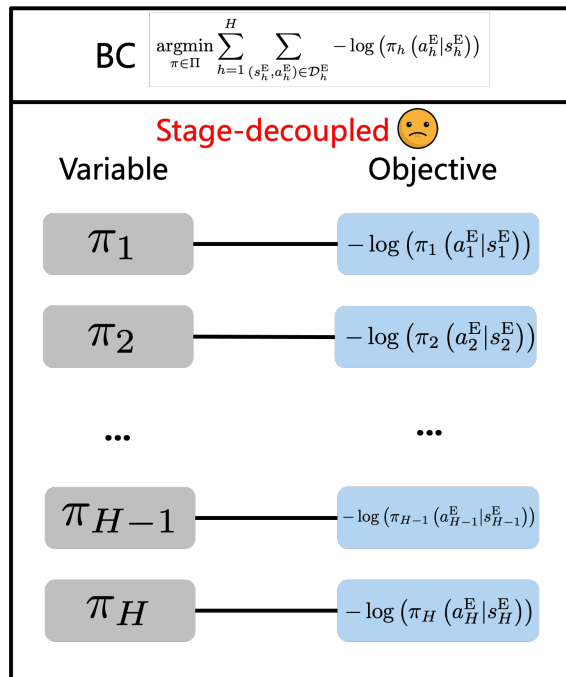 BC argmin_{π∈Π} ∑_{h=1}^{H} ∑_{(s_h^E,a_h^E)∈𝒟_h^E} −log(π_h(a_h^E|s_h^E))
Stage-decoupled
Variable Objective
π_1 −log(π_1(a_1^E|s_1^E))
π_2 −log(π_2(a_2^E|s_2^E))
... ...
π_{H−1} −log(π_{H−1}(a_{H−1}^E|s_{H−1}^E))
π_H −log(π_H(a_H^E|s_H^E))